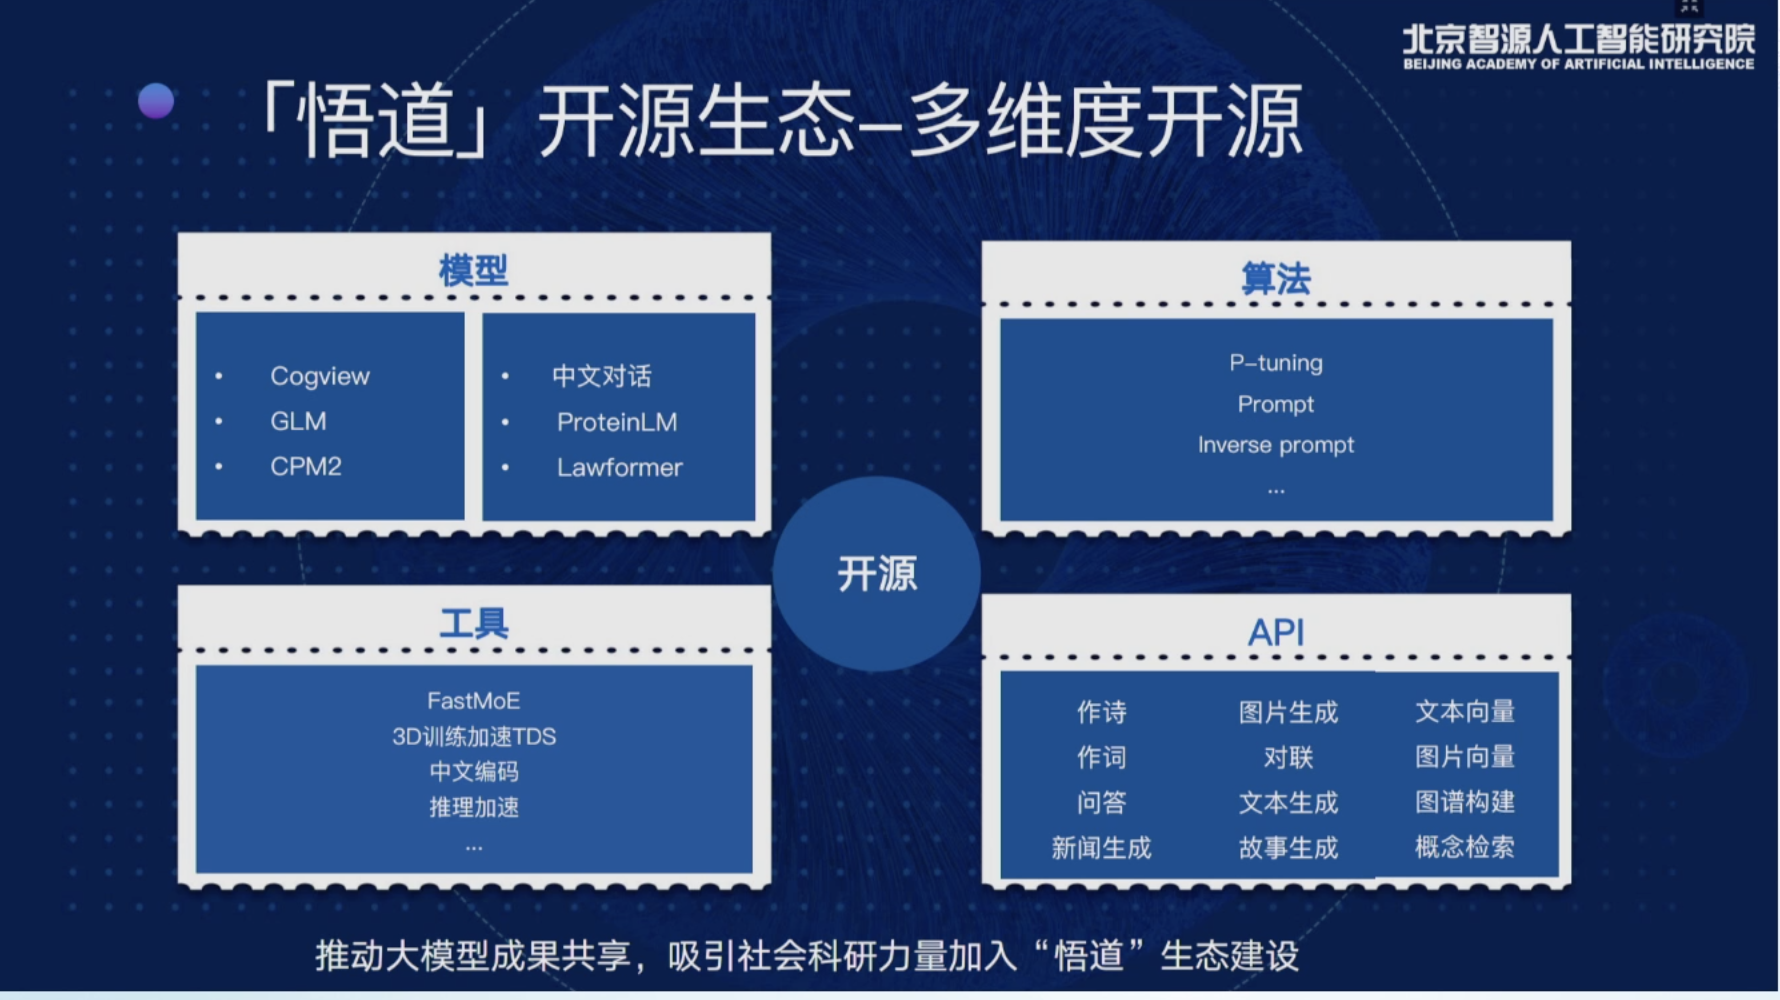 北京智源人工智能研究院
BEIJING ACADEMY OF ARTIFICIAL INTELLIGENCE
「悟道」开源生态–多维度开源
模型
• Cogview
• GLM
• CPM2
• 中文对话
• ProteinLM
• Lawformer
算法
P–tuning
Prompt
Inverse prompt
...
开源
工具
FastMoE
3D训练加速TDS
中文编码
推理加速
...
API
作诗 图片生成 文本向量
作词 对联 图片向量
问答 文本生成 图谱构建
新闻生成 故事生成 概念检索
推动大模型成果共享，吸引社会科研力量加入“悟道”生态建设